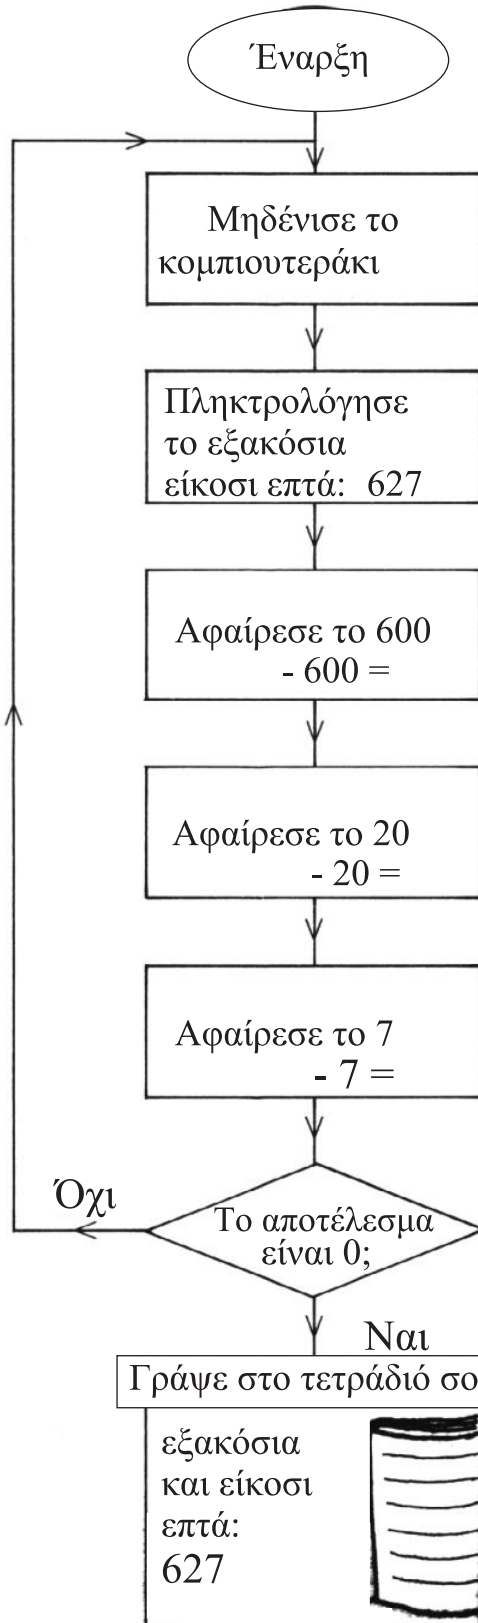 Έναρξη
Μηδένισε το
κομπιουτεράκι
Πληκτρολόγησε
το εξακόσια
είκοσι επτά: 627
Αφαίρεσε το 600
- 600 =
Αφαίρεσε το 20
- 20 =
Αφαίρεσε το 7
- 7 =
Όχι
Το αποτέλεσμα
είναι 0;
Ναι
Γράψε στο τετράδιό σο
εξακόσια
και είκοσι
επτά:
627